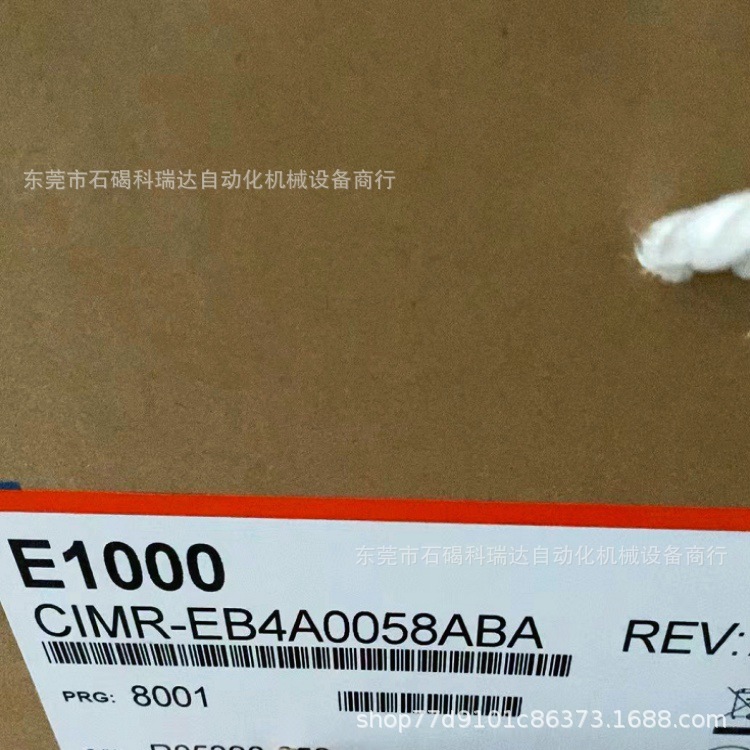 东莞市石碣科瑞达自动化机械设备商行
E1000
东莞市石碣科瑞达自动化机械设备商行
CIMR-EB4A0058ABA
REV:
PRG: 8001
shop77d9101c86373.1688.com